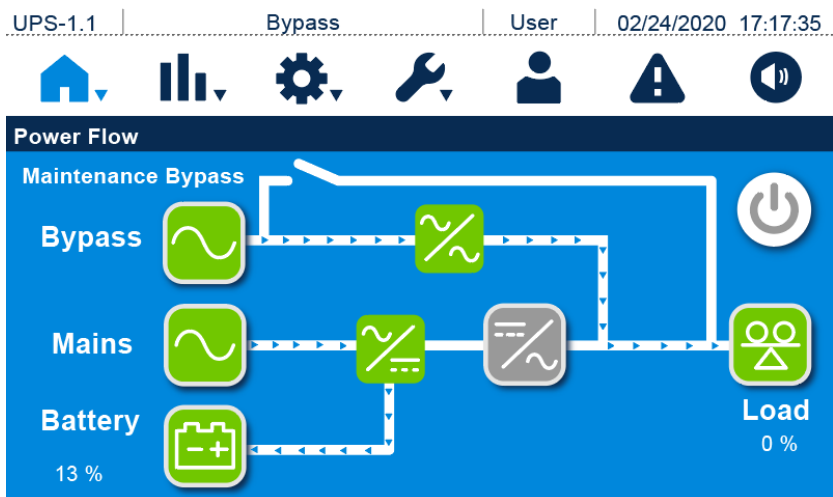 UPS-1.1 Bypass User 02/24/2020 17:17:35
Power Flow
Maintenance Bypass
Bypass
Mains
Battery
13 %
Load
0 %